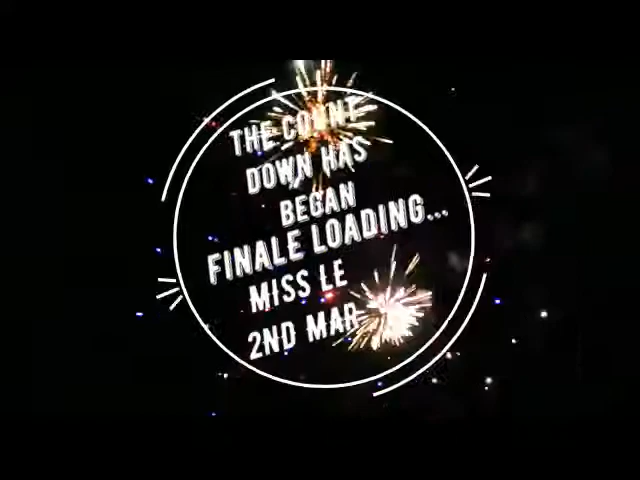 THE COUNT
DOWN HAS
BEGAN
FINALE LOADING...
MISS LE
2ND MAR